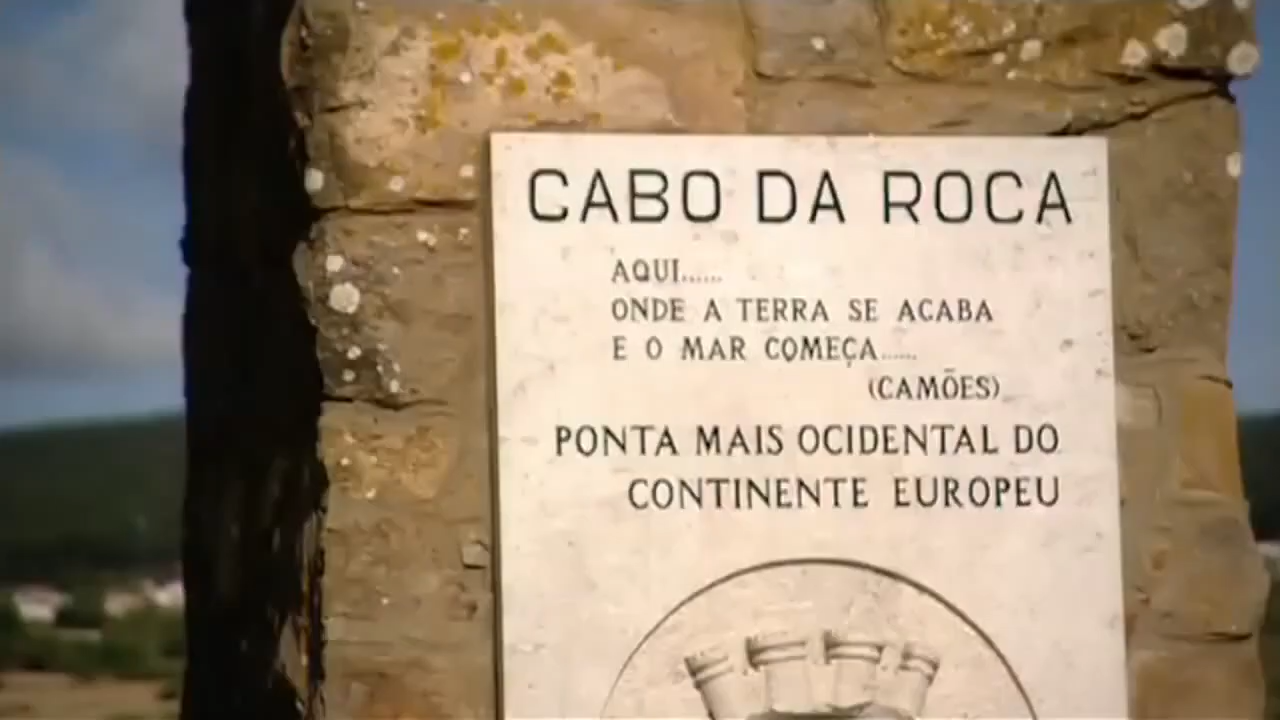 CABO DA ROCA
AQUI......
ONDE A TERRA SE ACABA
E O MAR COMEÇA......
(CAMÕES)
PONTA MAIS OCIDENTAL DO
CONTINENTE EUROPEU